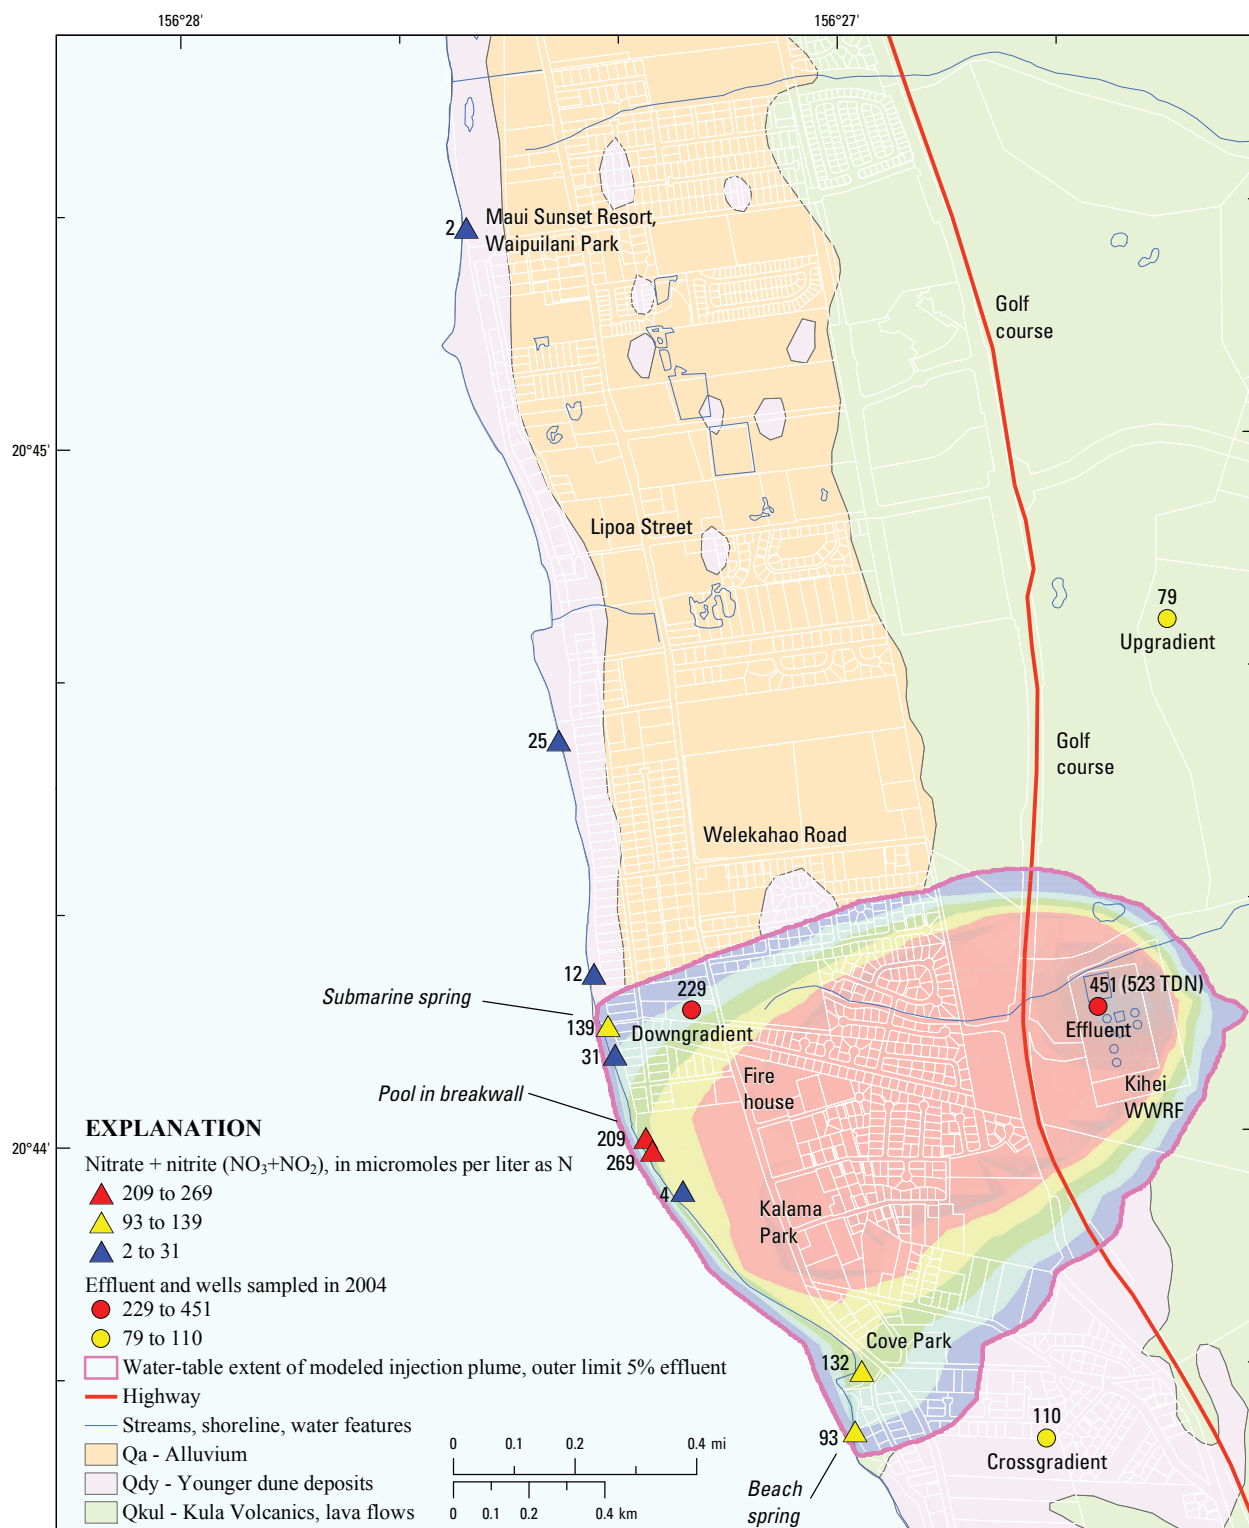 156°28'
156°27'
2
Maui Sunset Resort,
Waipuilani Park
Golf
course
20°45'
Lipoa Street
79
Upgradient
25
Golf
course
Welekahao Road
12
Submarine spring
229
451 (523 TDN)
139
Downgradient
Effluent
31
Fire
house
Pool in breakwall
Kihei
WWRF
20°44'
209
269
4
Kalama
Park
Cove Park
132
93
110
Crossgradient
Beach
spring
EXPLANATION
Nitrate + nitrite (NO₃+NO₂), in micromoles per liter as N
209 to 269
93 to 139
2 to 31
Effluent and wells sampled in 2004
229 to 451
79 to 110
Water-table extent of modeled injection plume, outer limit 5% effluent
Highway
Streams, shoreline, water features
Qa - Alluvium
Qdy - Younger dune deposits
Qkul - Kula Volcanics, lava flows
0 0.1 0.2 0.4 mi
0 0.1 0.2 0.4 km